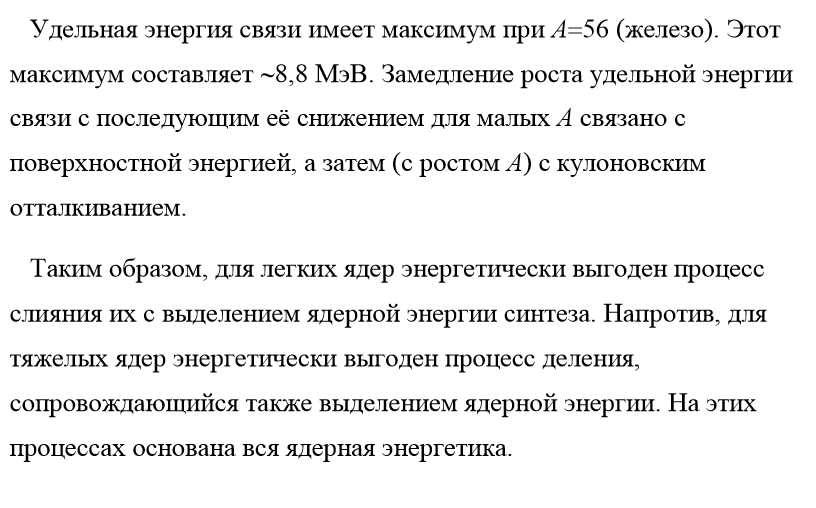 Удельная энергия связи имеет максимум при A=56 (железо). Этот
максимум составляет ~8,8 МэВ. Замедление роста удельной энергии
связи с последующим её снижением для малых A связано с
поверхностной энергией, а затем (с ростом A) с кулоновским
отталкиванием.
Таким образом, для легких ядер энергетически выгоден процесс
слияния их с выделением ядерной энергии синтеза. Напротив, для
тяжелых ядер энергетически выгоден процесс деления,
сопровождающийся также выделением ядерной энергии. На этих
процессах основана вся ядерная энергетика.